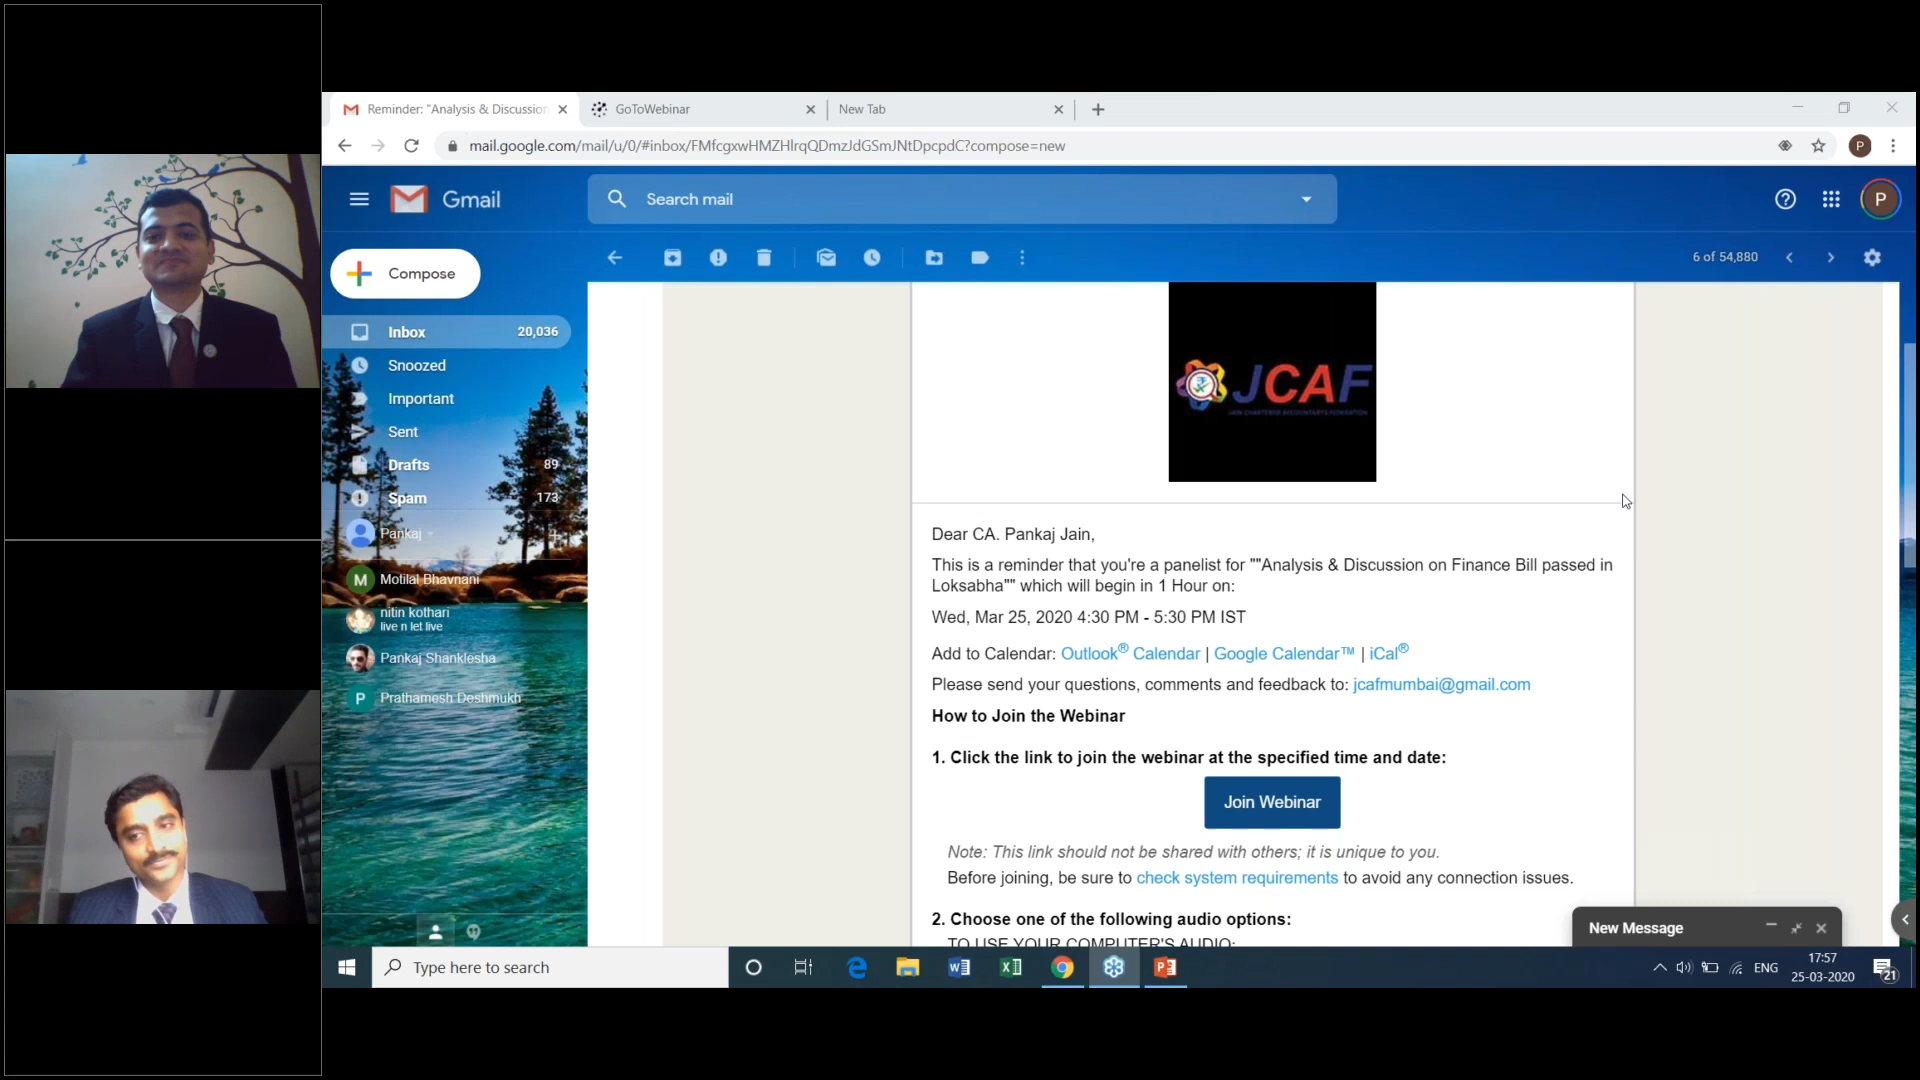 Reminder: "Analysis & Discussion
GoToWebinar
New Tab
mail.google.com/mail/u/0/#inbox/FMfcgxwHMZHlrqQDmzJdGSmJNtDpcpdC?compose=new
P
Gmail
Search mail
P
Compose
6 of 54,880
Inbox 20,036
Snoozed
Important
Sent
Drafts 89
Spam 173
Pankaj
M Motilal Bhavnani
nitin kothari
live n let live
Pankaj Shanklesha
P Prathamesh Deshmukh
JCAF
JAIN CHARTERED ACCOUNTANTS FEDERATION
Dear CA. Pankaj Jain,
This is a reminder that you're a panelist for ""Analysis & Discussion on Finance Bill passed in
Loksabha"" which will begin in 1 Hour on:
Wed, Mar 25, 2020 4:30 PM - 5:30 PM IST
Add to Calendar: Outlook® Calendar | Google Calendar™ | iCal®
Please send your questions, comments and feedback to: jcafmumbai@gmail.com
How to Join the Webinar
1. Click the link to join the webinar at the specified time and date:
Join Webinar
Note: This link should not be shared with others; it is unique to you.
Before joining, be sure to check system requirements to avoid any connection issues.
2. Choose one of the following audio options:
TO USE YOUR COMPUTER'S AUDIO:
New Message
Type here to search
ENG
17:57
25-03-2020
21